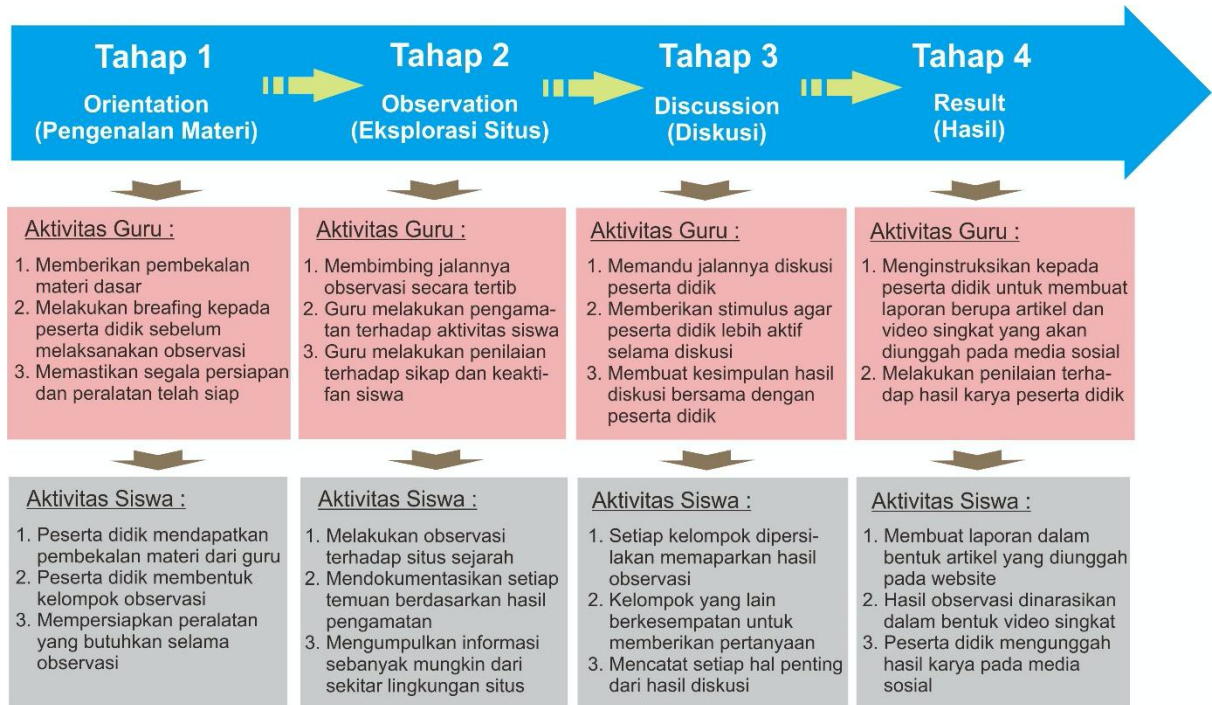 Tahap 1
Orientation
(Pengenalan Materi)
Tahap 2
Observation
(Eksplorasi Situs)
Tahap 3
Discussion
(Diskusi)
Tahap 4
Result
(Hasil)
Aktivitas Guru :
1. Memberikan pembekalan
materi dasar
2. Melakukan breafing kepada
peserta didik sebelum
melaksanakan observasi
3. Memastikan segala persiapan
dan peralatan telah siap
Aktivitas Guru :
1. Membimbing jalannya
observasi secara tertib
2. Guru melakukan pengama-
tan terhadap aktivitas siswa
3. Guru melakukan penilaian
terhadap sikap dan keakti-
fan siswa
Aktivitas Guru :
1. Memandu jalannya diskusi
peserta didik
2. Memberikan stimulus agar
peserta didik lebih aktif
selama diskusi
3. Membuat kesimpulan hasil
diskusi bersama dengan
peserta didik
Aktivitas Guru :
1. Menginstruksikan kepada
peserta didik untuk membuat
laporan berupa artikel dan
video singkat yang akan
diunggah pada media sosial
2. Melakukan penilaian terha-
dap hasil karya peserta didik
Aktivitas Siswa :
1. Peserta didik mendapatkan
pembekalan materi dari guru
2. Peserta didik membentuk
kelompok observasi
3. Mempersiapkan peralatan
yang butuhkan selama
observasi
Aktivitas Siswa :
1. Melakukan observasi
terhadap situs sejarah
2. Mendokumentasikan setiap
temuan berdasarkan hasil
pengamatan
3. Mengumpulkan informasi
sebanyak mungkin dari
sekitar lingkungan situs
Aktivitas Siswa :
1. Setiap kelompok dipersi-
lakan memaparkan hasil
observasi
2. Kelompok yang lain
berkesempatan untuk
memberikan pertanyaan
3. Mencatat setiap hal penting
dari hasil diskusi
Aktivitas Siswa :
1. Membuat laporan dalam
bentuk artikel yang diunggah
pada website
2. Hasil observasi dinarasikan
dalam bentuk video singkat
3. Peserta didik mengunggah
hasil karya pada media
sosial